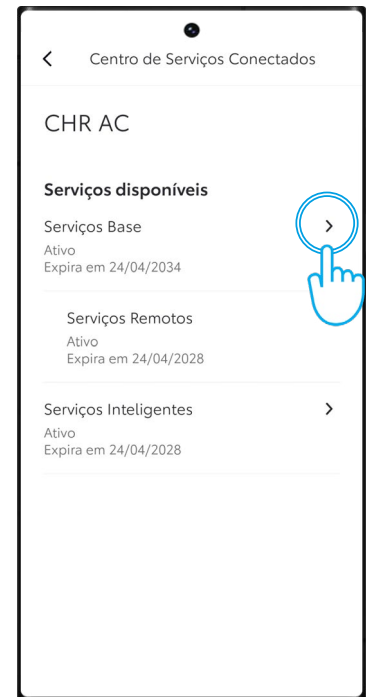 Centro de Serviços Conectados
CHR AC
Serviços disponíveis
Serviços Base
Ativo
Expira em 24/04/2034
Serviços Remotos
Ativo
Expira em 24/04/2028
Serviços Inteligentes
Ativo
Expira em 24/04/2028